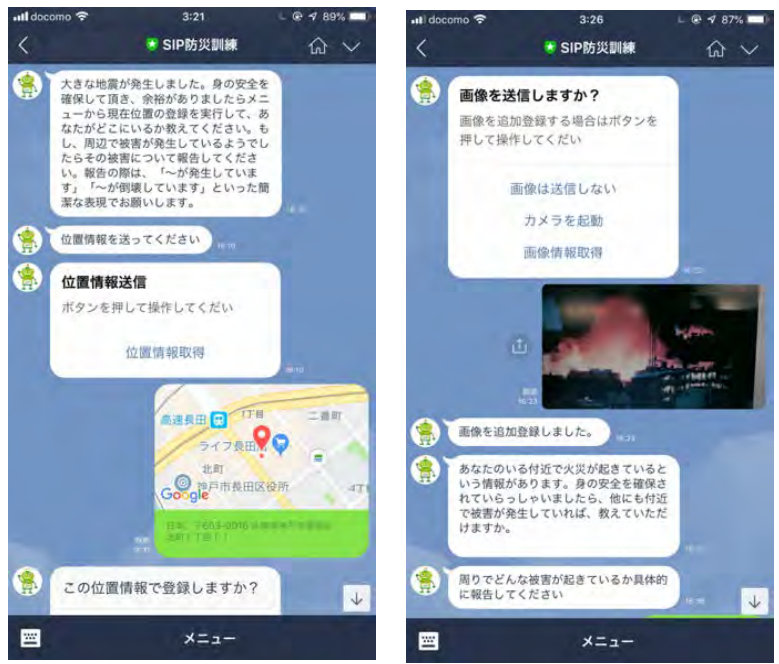 docomo 3:21 89%
SIP防災訓練
大きな地震が発生しました。身の安全を
確保して頂き、余裕がありましたらメニ
ューから現在位置の登録を実行して、あ
なたがどこにいるか教えてください。も
し、周辺で被害が発生しているようでし
たらその被害について報告してくださ
い。報告の際は、「〜が発生していま
す」「〜が倒壊しています」といった簡
潔な表現でお願いします。
位置情報を送ってください
16:10
位置情報送信
ボタンを押して操作してくだい
位置情報取得
16:10
高速長田
1丁目
二番町
ライフ長田
北町
神戸市長田区役所
4丁
Google
この位置情報で登録しますか？
メニュー
docomo 3:26 87%
SIP防災訓練
画像を送信しますか？
画像を追加登録する場合はボタンを
押して操作してくだい
画像は送信しない
カメラを起動
画像情報取得
既読
16:23
画像を追加登録しました。
16:23
あなたのいる付近で火災が起きていると
いう情報があります。身の安全を確保さ
れていらっしゃいましたら、他にも付近
で被害が発生していれば、教えていただ
けますか。
周りでどんな被害が起きているか具体的
に報告してください
メニュー